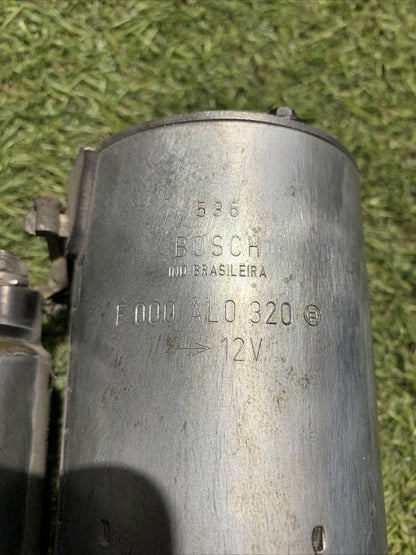 536
BOSCH
IND BRASILEIRA
F 000 AL0 320
12V